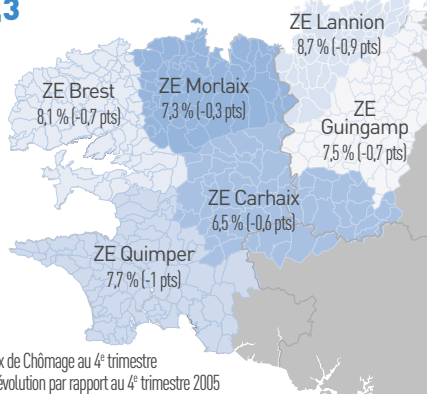 ,3
ZE Lannion
8,7 % (-0,9 pts)
ZE Brest
8,1 % (-0,7 pts)
ZE Morlaix
7,3 % (-0,3 pts)
ZE
Guingamp
7,5 % (-0,7 pts)
ZE Carhaix
6,5 % (-0,6 pts)
ZE Quimper
7,7 % (-1 pts)
x de Chômage au 4e trimestre
évolution par rapport au 4e trimestre 2005